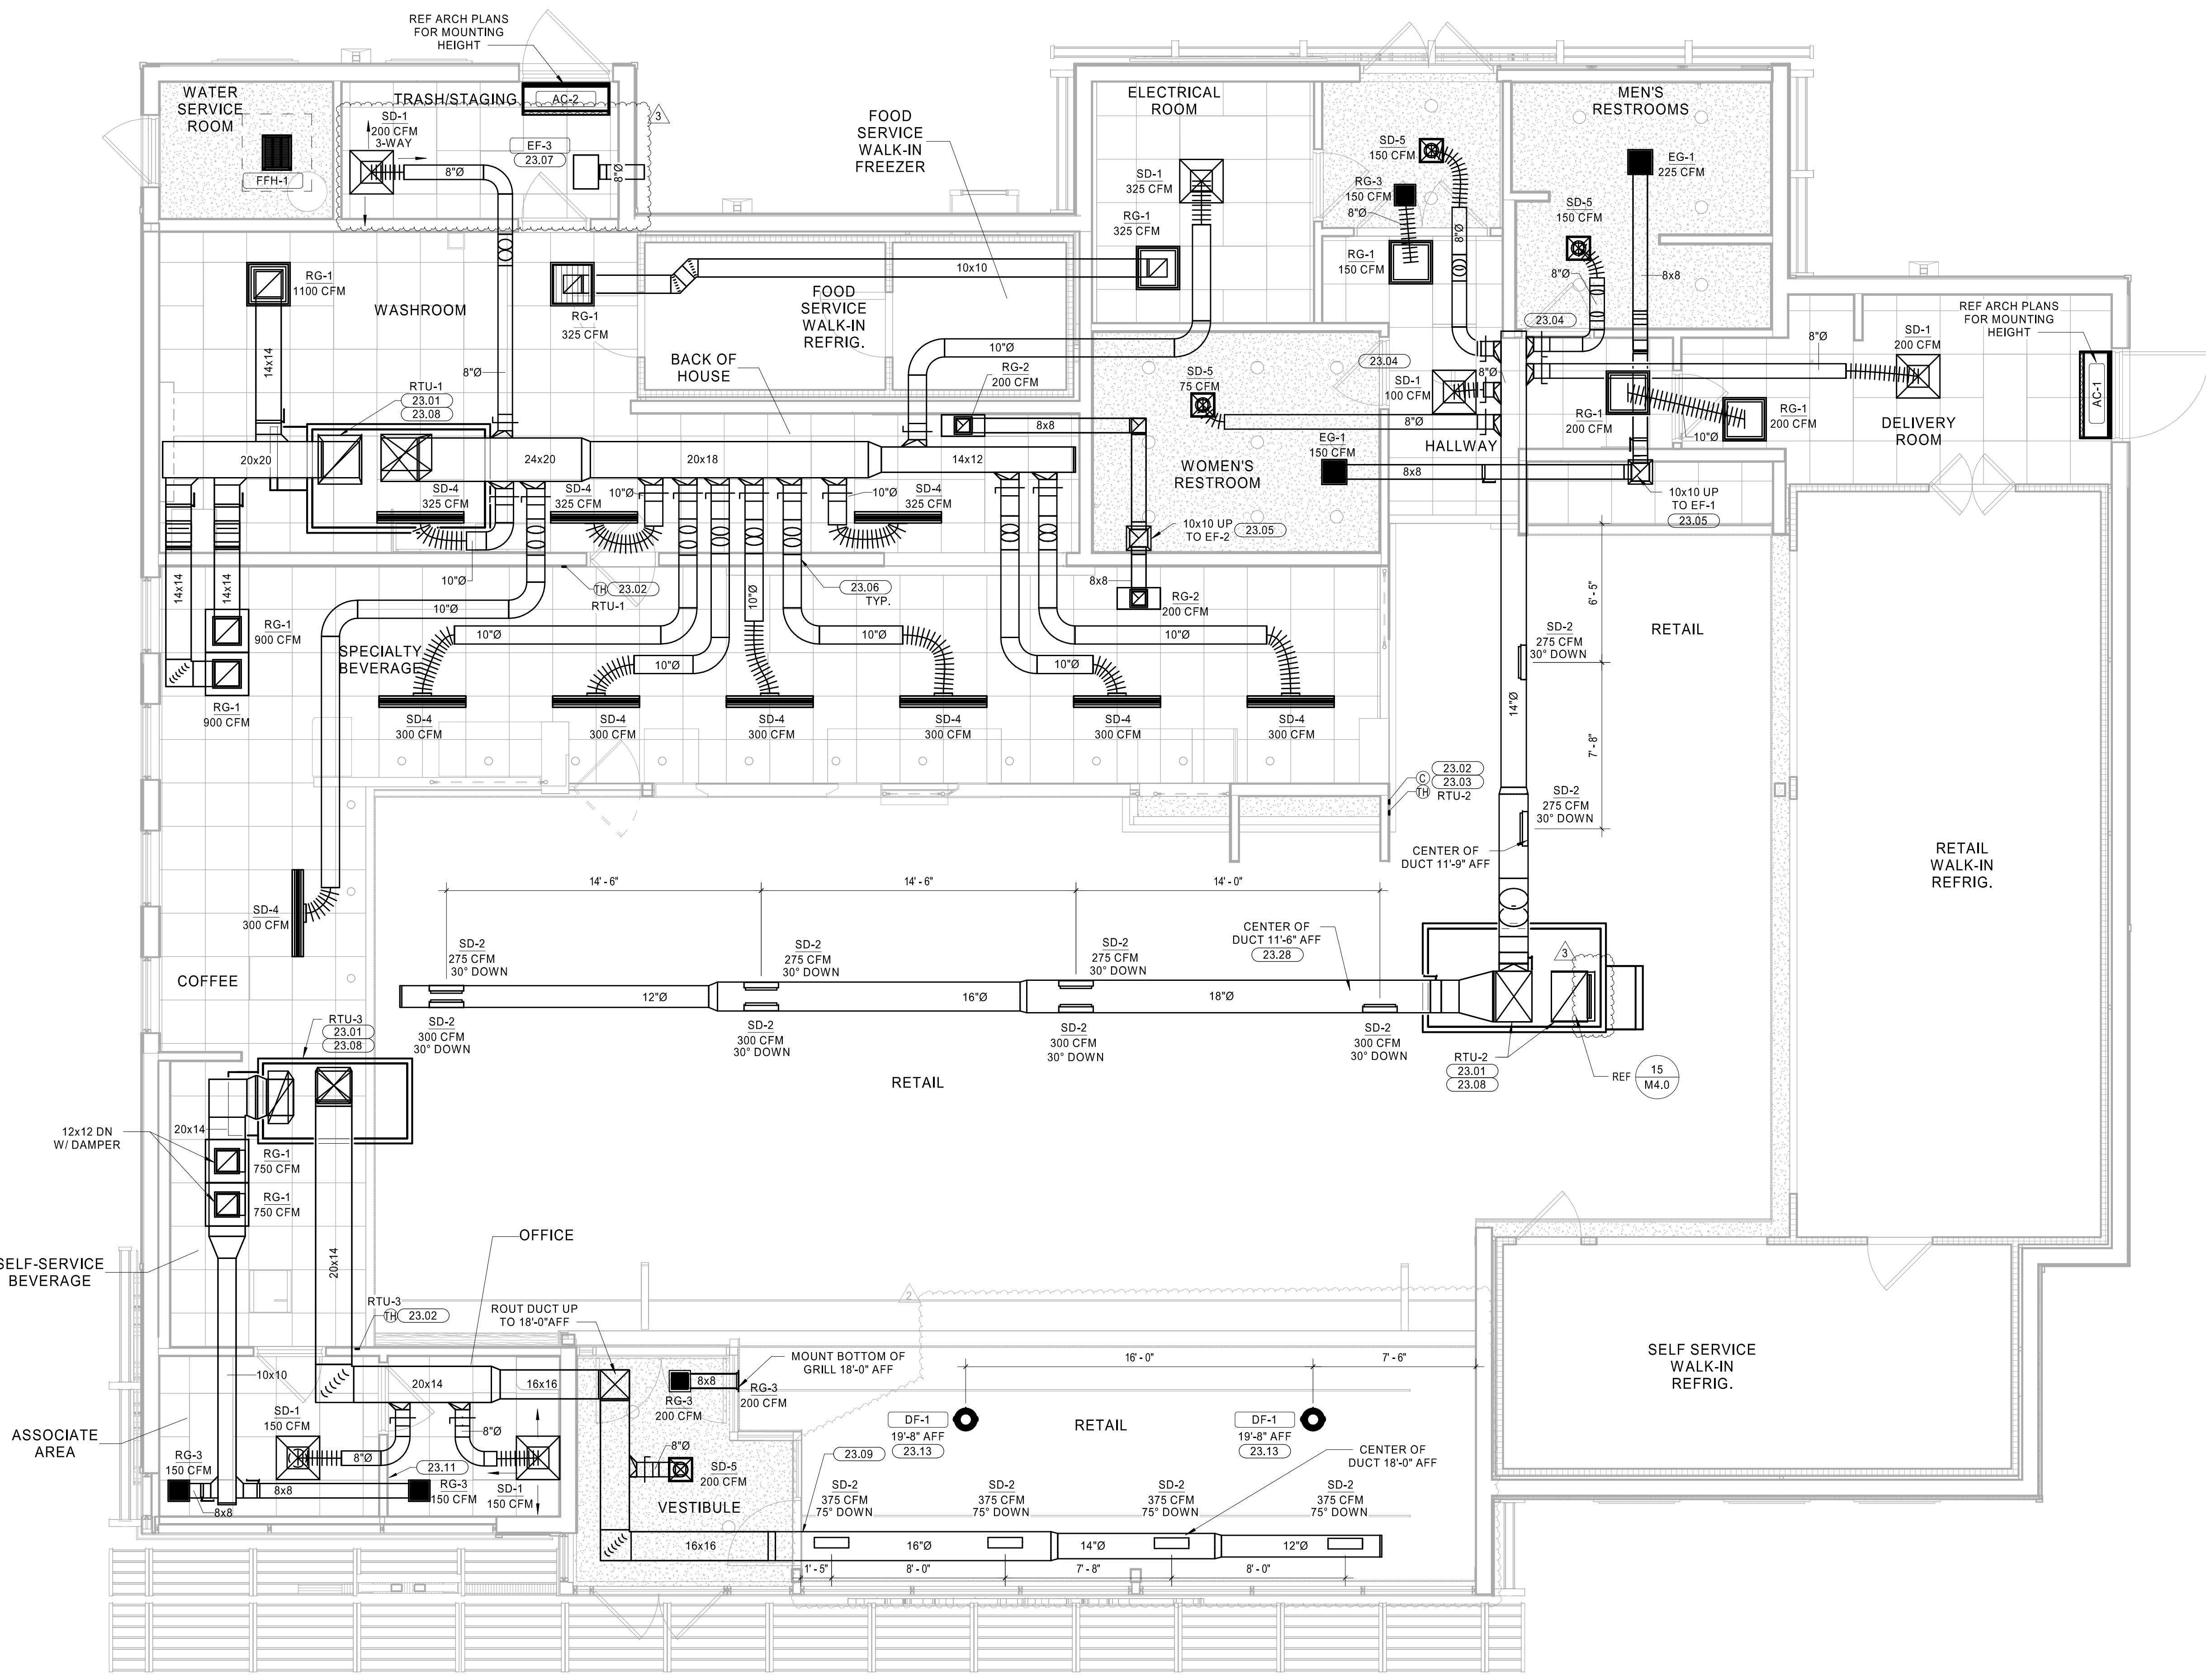 REF ARCH PLANS
FOR MOUNTING
HEIGHT
WATER
SERVICE
ROOM
FFH-1
TRASH/STAGING
AC-2
SD-1
200 CFM
3-WAY
8"Ø
EF-3
23.07
8"Ø
3
FOOD
SERVICE
WALK-IN
FREEZER
ELECTRICAL
ROOM
SD-1
325 CFM
RG-1
325 CFM
SD-5
150 CFM
RG-3
150 CFM
8"Ø
RG-1
150 CFM
8"Ø
MEN'S
RESTROOMS
EG-1
225 CFM
SD-5
150 CFM
8"Ø
8x8
23.04
REF ARCH PLANS
FOR MOUNTING
HEIGHT
8"Ø
SD-1
200 CFM
AC-1
RG-1
200 CFM
RG-1
200 CFM
10"Ø
DELIVERY
ROOM
RG-1
1100 CFM
14x14
WASHROOM
RG-1
325 CFM
10x10
FOOD
SERVICE
WALK-IN
REFRIG.
8"Ø
BACK OF
HOUSE
10"Ø
RG-2
200 CFM
8x8
SD-5
75 CFM
23.04
SD-1
100 CFM
8"Ø
8"Ø
HALLWAY
EG-1
150 CFM
8x8
WOMEN'S
RESTROOM
10x10 UP
TO EF-1
23.05
10x10 UP
TO EF-2
23.05
RTU-1
23.01
23.08
20x20
24x20
20x18
14x12
SD-4
325 CFM
SD-4
325 CFM
10"Ø
10"Ø
SD-4
325 CFM
14x14
14x14
10"Ø
TH
23.02
RTU-1
10"Ø
10"Ø
23.06
TYP.
8x8
RG-2
200 CFM
RG-1
900 CFM
RG-1
900 CFM
SPECIALTY
BEVERAGE
10"Ø
10"Ø
10"Ø
10"Ø
10"Ø
SD-4
300 CFM
SD-4
300 CFM
SD-4
300 CFM
SD-4
300 CFM
SD-4
300 CFM
SD-4
300 CFM
6' - 5"
RETAIL
SD-2
275 CFM
30° DOWN
14"Ø
7' - 8"
C
23.02
23.03
TH
RTU-2
SD-2
275 CFM
30° DOWN
CENTER OF
DUCT 11'-9" AFF
RETAIL
WALK-IN
REFRIG.
14' - 6"
14' - 6"
14' - 0"
SD-4
300 CFM
COFFEE
SD-2
275 CFM
30° DOWN
SD-2
275 CFM
30° DOWN
SD-2
275 CFM
30° DOWN
CENTER OF
DUCT 11'-6" AFF
23.28
3
12"Ø
16"Ø
18"Ø
SD-2
300 CFM
30° DOWN
SD-2
300 CFM
30° DOWN
SD-2
300 CFM
30° DOWN
SD-2
300 CFM
30° DOWN
RTU-2
23.01
23.08
REF
15
M4.0
RETAIL
RTU-3
23.01
23.08
12x12 DN
W/ DAMPER
20x14
RG-1
750 CFM
RG-1
750 CFM
20x14
SELF-SERVICE
BEVERAGE
OFFICE
RTU-3
TH
23.02
ROUT DUCT UP
TO 18'-0"AFF
2
MOUNT BOTTOM OF
GRILL 18'-0" AFF
16' - 0"
7' - 6"
SELF SERVICE
WALK-IN
REFRIG.
10x10
20x14
16x16
8x8
RG-3
200 CFM
RG-3
200 CFM
SD-1
150 CFM
8"Ø
8"Ø
ASSOCIATE
AREA
RG-3
150 CFM
8x8
8x8
23.11
RG-3
150 CFM
SD-1
150 CFM
8"Ø
SD-5
200 CFM
VESTIBULE
DF-1
19'-8" AFF
23.13
RETAIL
DF-1
19'-8" AFF
23.13
23.09
CENTER OF
DUCT 18'-0" AFF
SD-2
375 CFM
75° DOWN
SD-2
375 CFM
75° DOWN
SD-2
375 CFM
75° DOWN
SD-2
375 CFM
75° DOWN
16x16
16"Ø
14"Ø
12"Ø
1' - 5"
8' - 0"
7' - 8"
8' - 0"